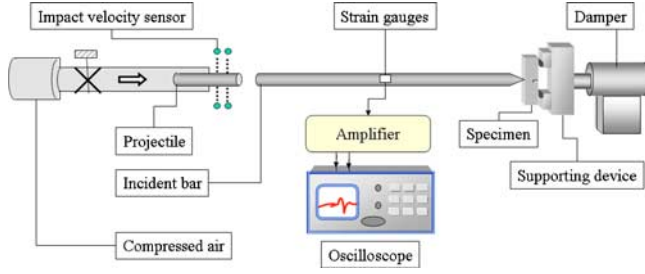 Impact velocity sensor
Strain gauges
Damper
Projectile
Amplifier
Specimen
Incident bar
Supporting device
Compressed air
Oscilloscope